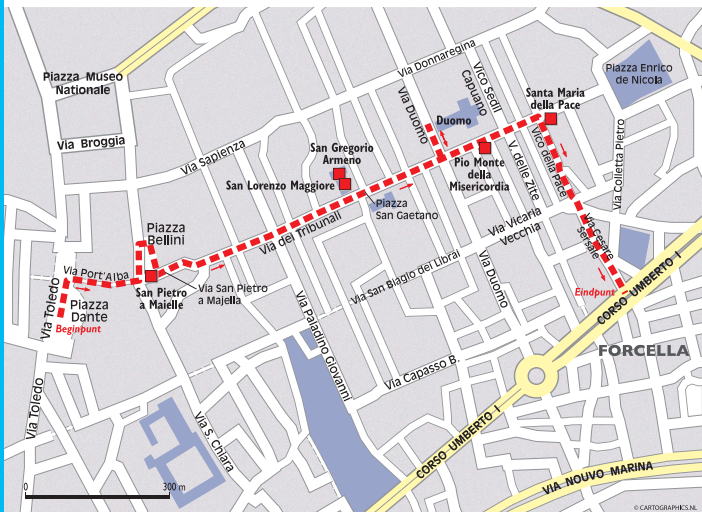 Piazza Museo
Nationale
Via Donnaregina
Piazza Enrico
de Nicola
Via Broggia
Via Sapienza
Via Duomo
Vico Sedil
Capuano
Santa Maria
della Pace
Duomo
San Gregorio
Armeno
San Lorenzo Maggiore
Pio Monte
della
Misericordia
V. delle Zite
Vico della Pace
Via Colletta Pietro
Piazza
San Gaetano
Via dei Tribunali
Piazza
Bellini
Via Port'Alba
San Pietro
a Maielle
Via San Pietro
a Majella
Via Vicaria
Vecchia
Via Cesare
Sersale
Via San Biagio dei Librai
Via Duomo
Via Toledo
Piazza
Dante
Beginpunt
Eindpunt
CORSO UMBERTO I
FORCELLA
Via Paladino Giovanni
Via Capasso B.
Via Toledo
Via S. Chiara
CORSO UMBERTO I
VIA NOUVO MARINA
0
300 m
© CARTOGRAPHICS.NL